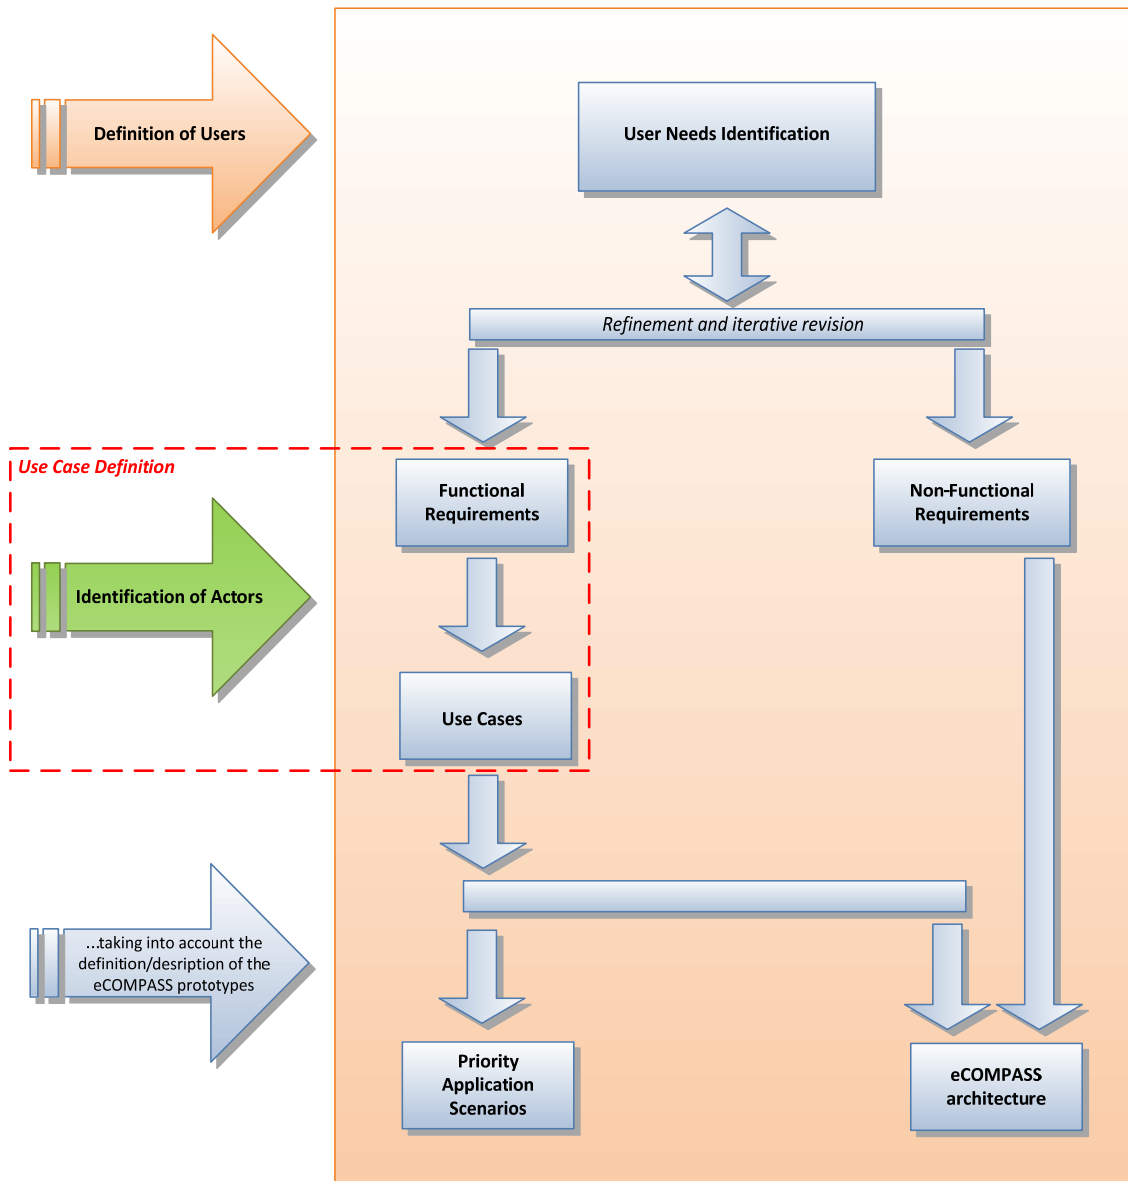 Definition of Users
User Needs Identification
Refinement and iterative revision
Use Case Definition
Functional
Requirements
Non-Functional
Requirements
Identification of Actors
Use Cases
...taking into account the
definition/desription of the
eCOMPASS prototypes
Priority
Application
Scenarios
eCOMPASS
architecture